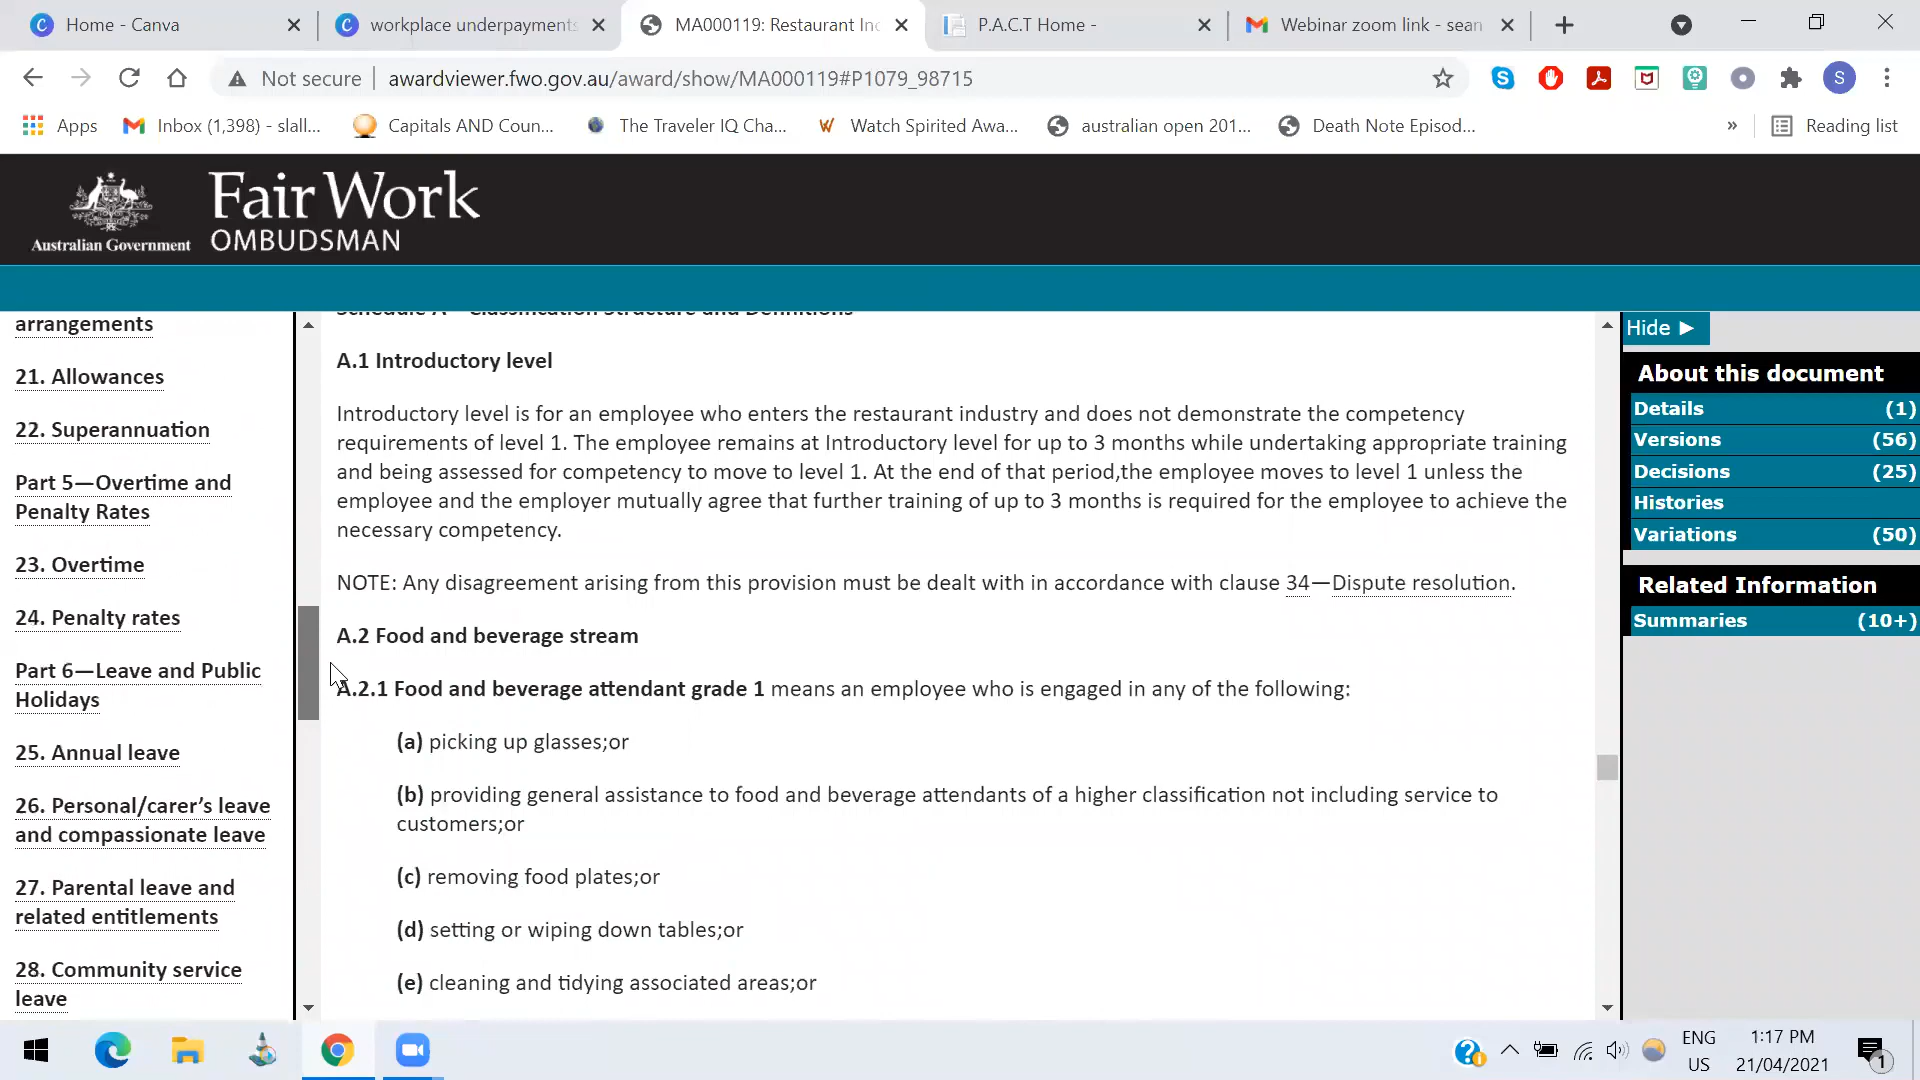 Home - Canva
workplace underpayments
MA000119: Restaurant Inc
P.A.C.T Home -
Webinar zoom link - sean
Not secure
awardviewer.fwo.gov.au/award/show/MA000119#P1079_98715
S
Apps
Inbox (1,398) - slall...
Capitals AND Coun...
The Traveler IQ Cha...
Watch Spirited Awa...
australian open 201...
Death Note Episod...
»
Reading list
Australian Government
Fair Work
OMBUDSMAN
arrangements
21. Allowances
22. Superannuation
Part 5—Overtime and
Penalty Rates
23. Overtime
24. Penalty rates
Part 6—Leave and Public
Holidays
25. Annual leave
26. Personal/carer's leave
and compassionate leave
27. Parental leave and
related entitlements
28. Community service
leave
Schedule A—Classification Structure and Definitions
A.1 Introductory level
Introductory level is for an employee who enters the restaurant industry and does not demonstrate the competency
requirements of level 1. The employee remains at Introductory level for up to 3 months while undertaking appropriate training
and being assessed for competency to move to level 1. At the end of that period,the employee moves to level 1 unless the
employee and the employer mutually agree that further training of up to 3 months is required for the employee to achieve the
necessary competency.
NOTE: Any disagreement arising from this provision must be dealt with in accordance with clause 34—Dispute resolution.
A.2 Food and beverage stream
A.2.1 Food and beverage attendant grade 1 means an employee who is engaged in any of the following:
(a) picking up glasses;or
(b) providing general assistance to food and beverage attendants of a higher classification not including service to
customers;or
(c) removing food plates;or
(d) setting or wiping down tables;or
(e) cleaning and tidying associated areas;or
Hide ►
About this document
Details (1)
Versions (56)
Decisions (25)
Histories
Variations (50)
Related Information
Summaries (10+)
ENG
US
1:17 PM
21/04/2021
1